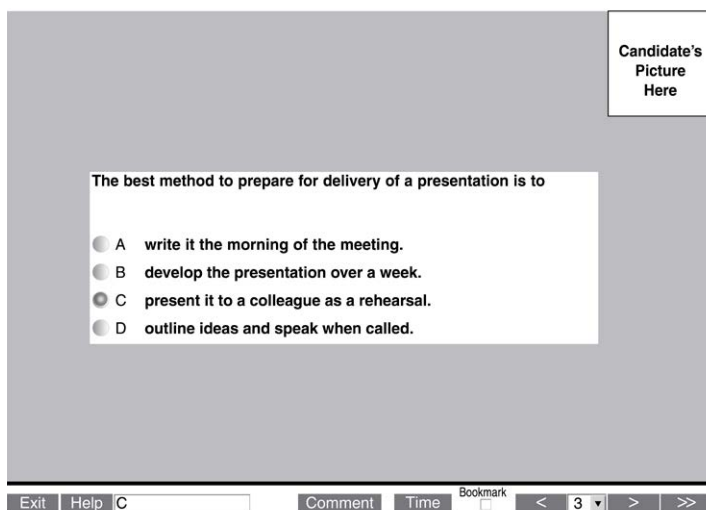 Candidate's
Picture
Here
The best method to prepare for delivery of a presentation is to
A write it the morning of the meeting.
B develop the presentation over a week.
C present it to a colleague as a rehearsal.
D outline ideas and speak when called.
Exit Help C Comment Time Bookmark < 3 > >>